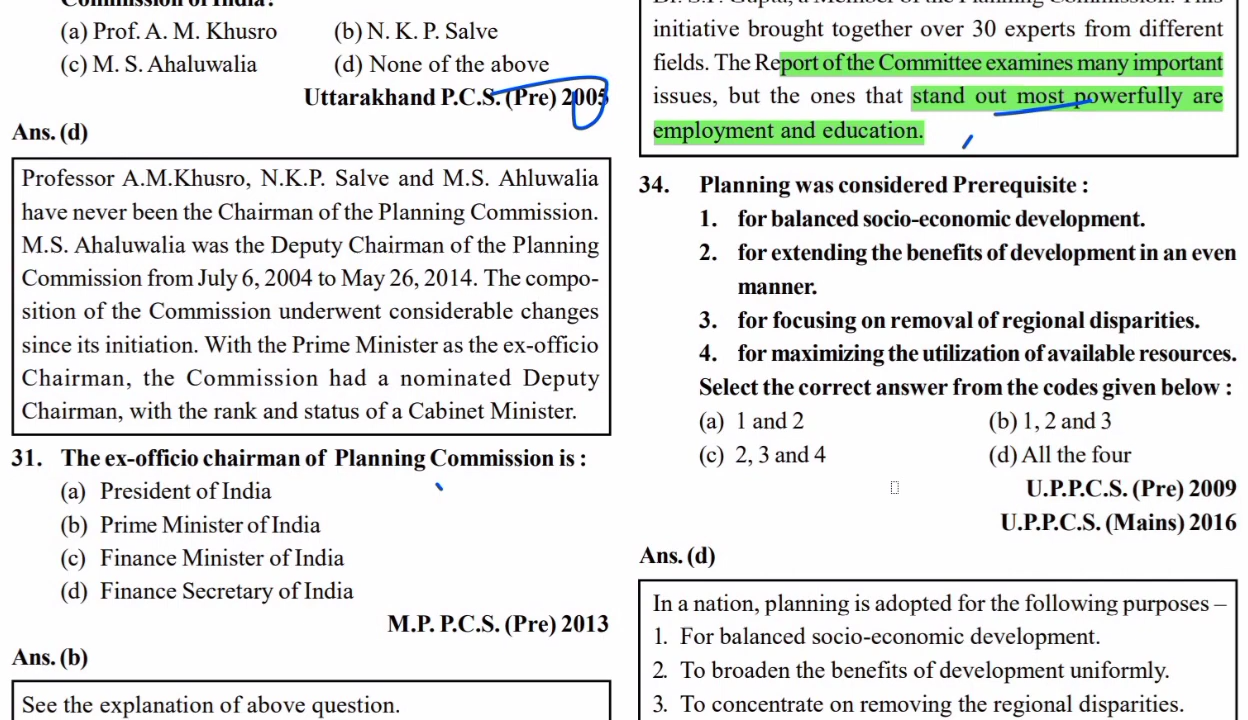 Commission of India?
(a) Prof. A. M. Khusro (b) N. K. P. Salve
(c) M. S. Ahaluwalia (d) None of the above
Uttarakhand P.C.S. (Pre) 2005
Ans. (d)
Professor A.M.Khusro, N.K.P. Salve and M.S. Ahluwalia
have never been the Chairman of the Planning Commission.
M.S. Ahaluwalia was the Deputy Chairman of the Planning
Commission from July 6, 2004 to May 26, 2014. The compo-
sition of the Commission underwent considerable changes
since its initiation. With the Prime Minister as the ex-officio
Chairman, the Commission had a nominated Deputy
Chairman, with the rank and status of a Cabinet Minister.
31. The ex-officio chairman of Planning Commission is :
(a) President of India
(b) Prime Minister of India
(c) Finance Minister of India
(d) Finance Secretary of India
M.P. P.C.S. (Pre) 2013
Ans. (b)
See the explanation of above question.
Dr. S.P. Gupta, a Member of the Planning Commission. This
initiative brought together over 30 experts from different
fields. The Report of the Committee examines many important
issues, but the ones that stand out most powerfully are
employment and education.
34. Planning was considered Prerequisite :
1. for balanced socio-economic development.
2. for extending the benefits of development in an even
manner.
3. for focusing on removal of regional disparities.
4. for maximizing the utilization of available resources.
Select the correct answer from the codes given below :
(a) 1 and 2 (b) 1, 2 and 3
(c) 2, 3 and 4 (d) All the four
U.P.P.C.S. (Pre) 2009
U.P.P.C.S. (Mains) 2016
Ans. (d)
In a nation, planning is adopted for the following purposes –
1. For balanced socio-economic development.
2. To broaden the benefits of development uniformly.
3. To concentrate on removing the regional disparities.